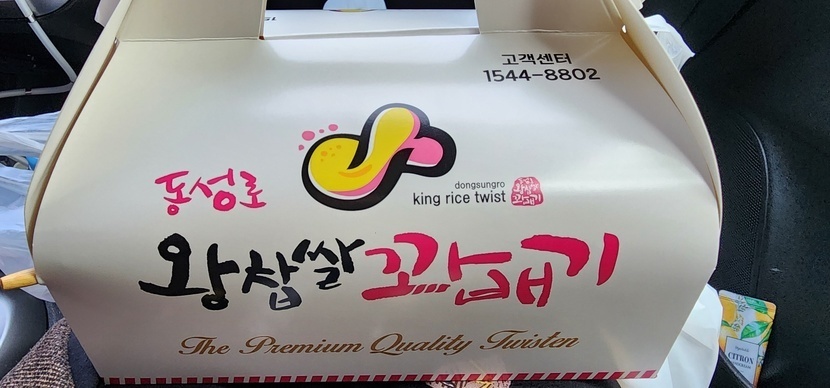 고객센터
1544-8802
dongsungro
king rice twist
동성로
왕찹쌀꽈배기
The Premium Quality Twisten
CITRON